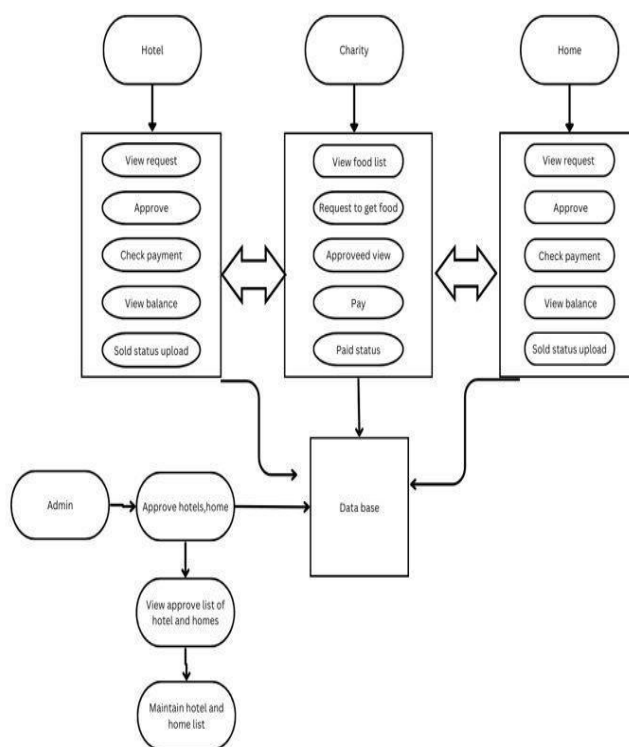 Hotel
Charity
Home
View request
Approve
Check payment
View balance
Sold status upload
View food list
Request to get food
Approveed view
Pay
Paid status
View request
Approve
Check payment
View balance
Sold status upload
Admin
Approve hotels,home
Data base
View approve list of
hotel and homes
Maintain hotel and
home list